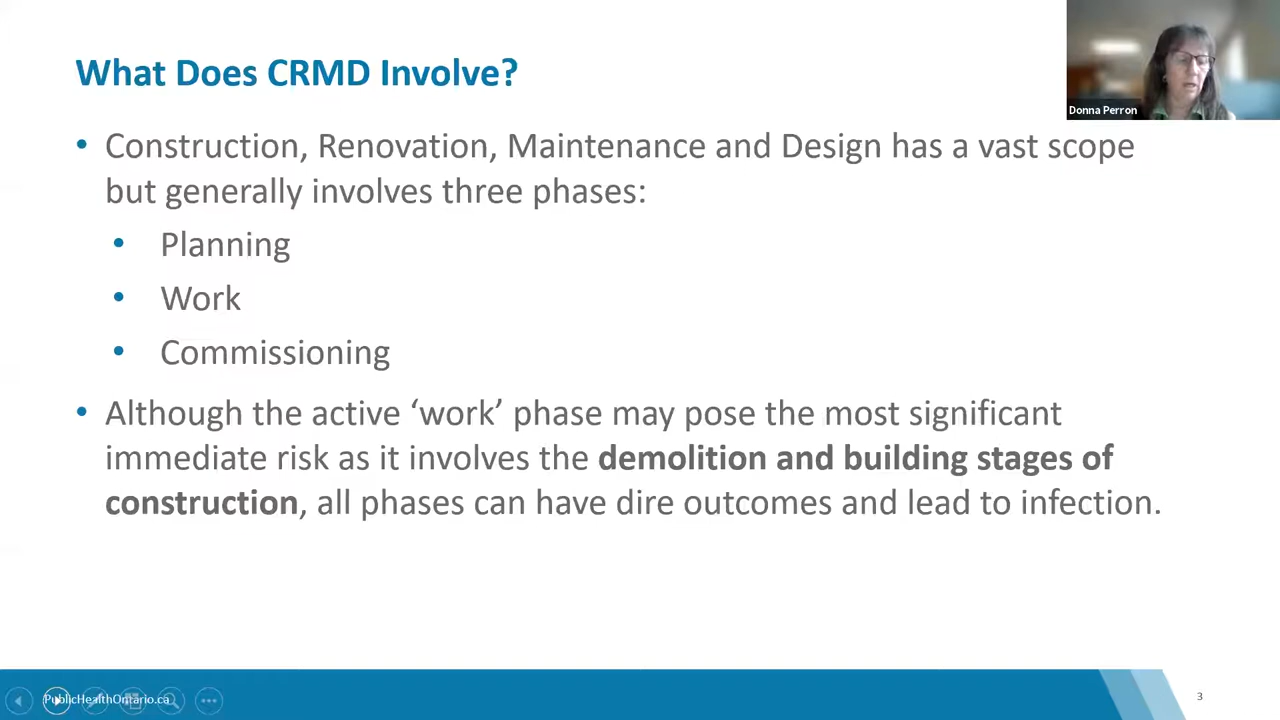 What Does CRMD Involve?
Donna Perron
• Construction, Renovation, Maintenance and Design has a vast scope
but generally involves three phases:
• Planning
• Work
• Commissioning
• Although the active ‘work’ phase may pose the most significant
immediate risk as it involves the demolition and building stages of
construction, all phases can have dire outcomes and lead to infection.
PublicHealthOntario.ca
3